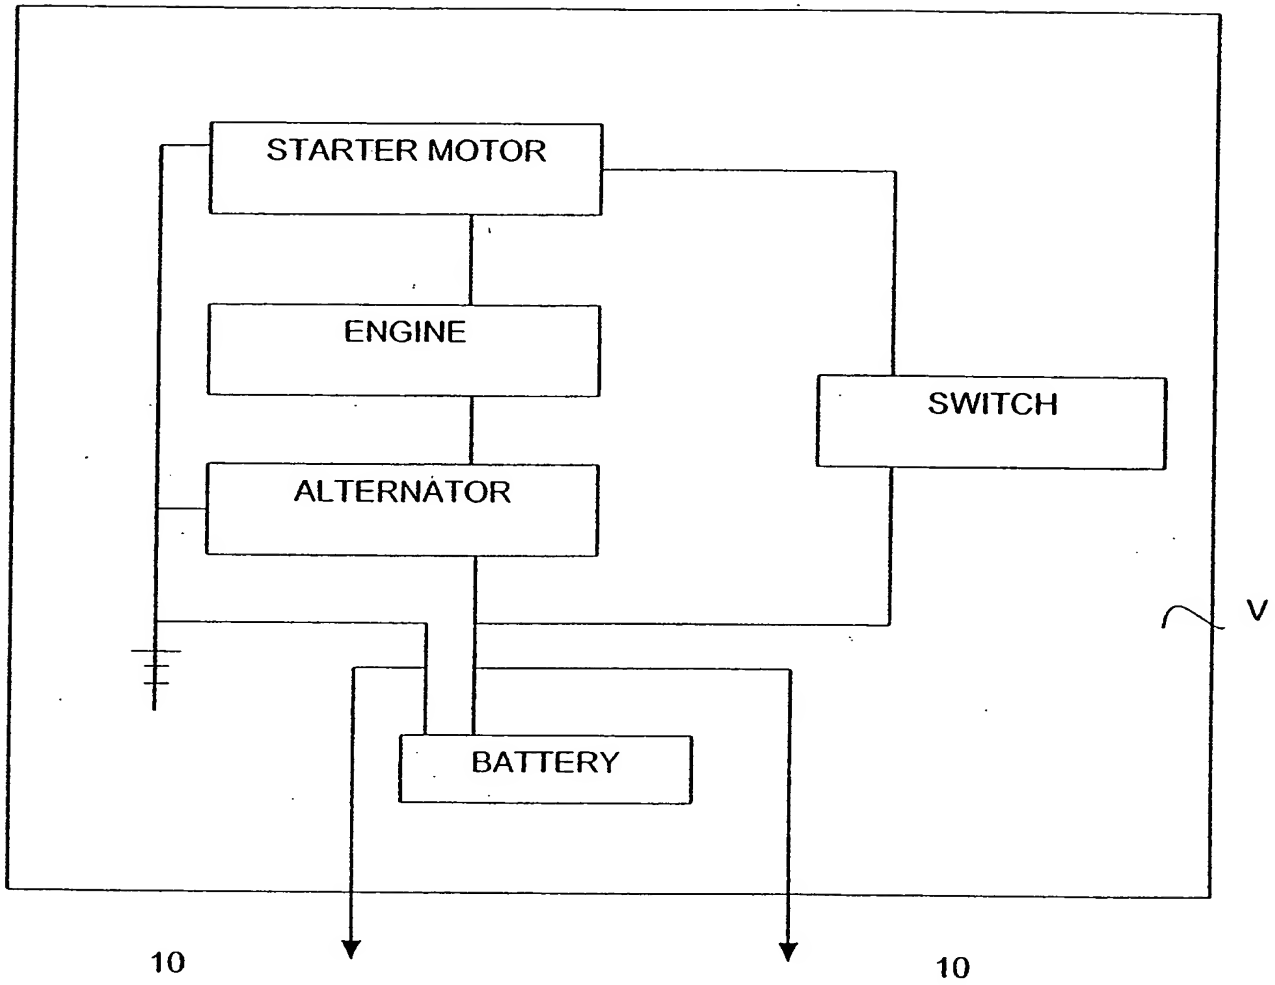 STARTER MOTOR
ENGINE
SWITCH
ALTERNATOR
V
BATTERY
10
10